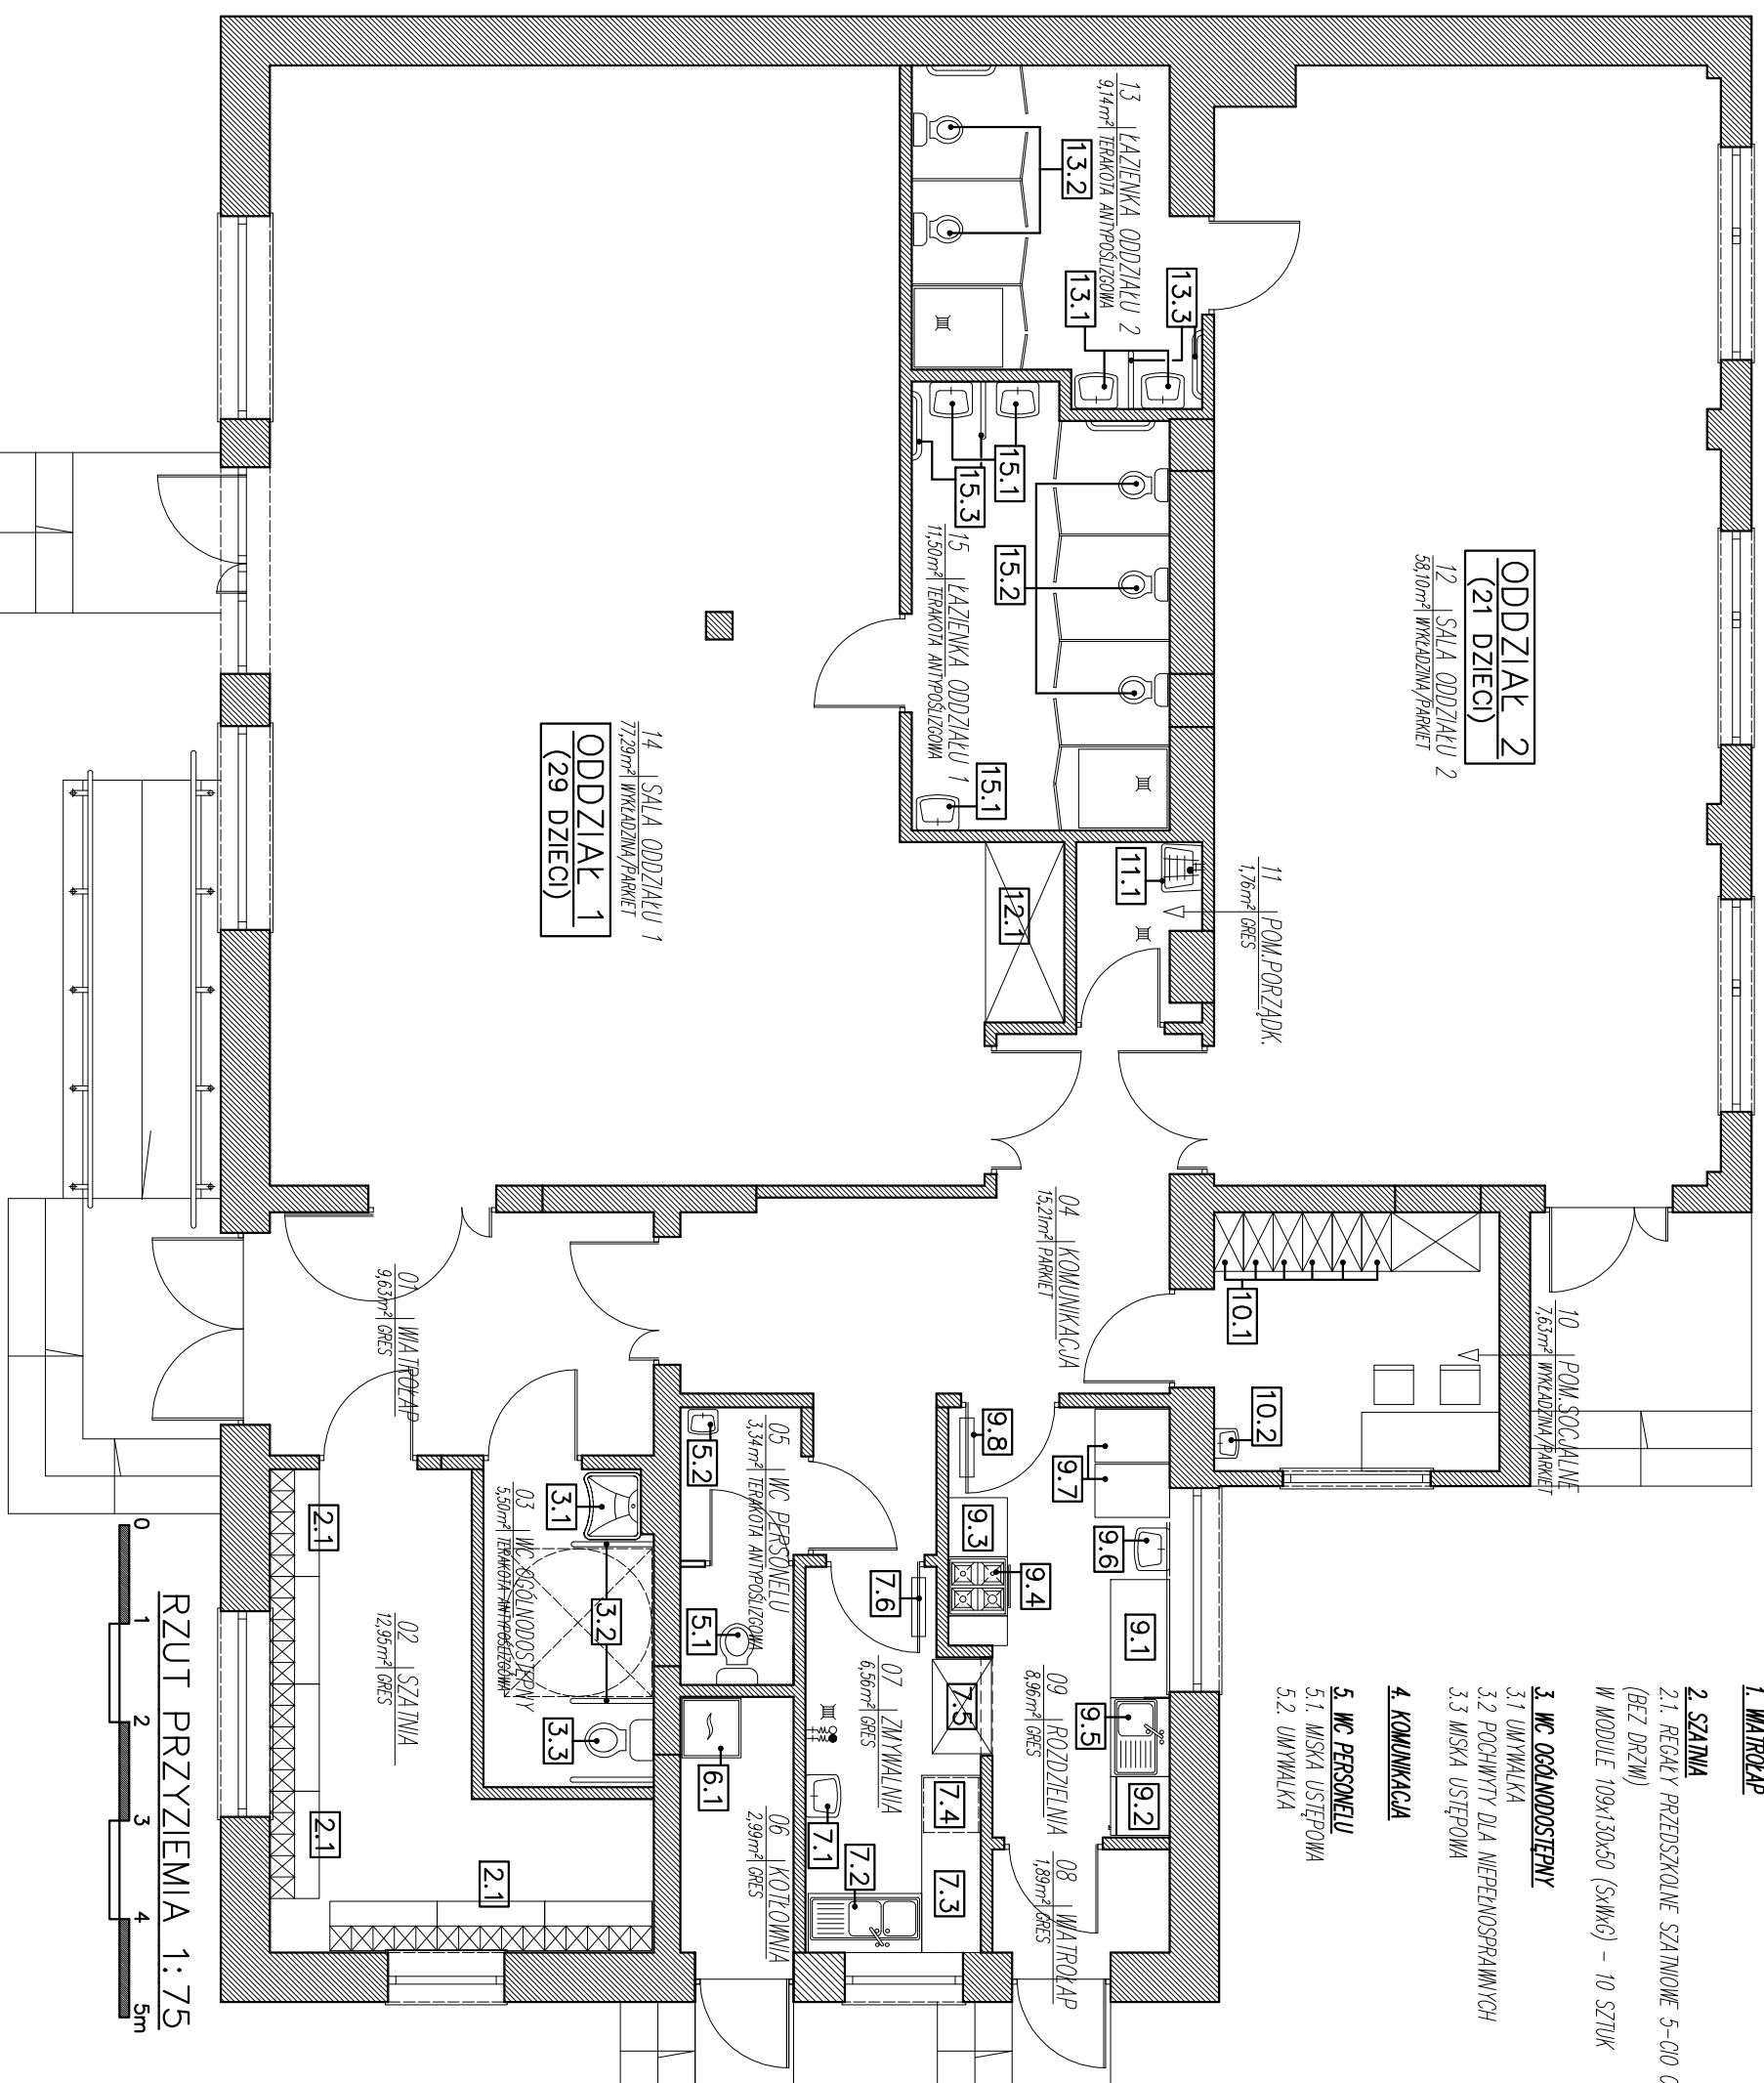 ODDZIAŁ 2
(21 DZIECI)
12 SALA ODDZIAŁU 2
58,10m² WYKŁADZINA/PARKIET
13 ŁAZIENKA ODDZIAŁU 2
9,14m² TERAKOTA ANTYPOŚLIZGOWA
13.1
13.2
13.3
15 ŁAZIENKA ODDZIAŁU 1
11,50m² TERAKOTA ANTYPOŚLIZGOWA
15.1
15.2
15.3
15.1
14 SALA ODDZIAŁU 1
77,29m² WYKŁADZINA/PARKIET
ODDZIAŁ 1
(29 DZIECI)
11 POM.PORZĄDK.
1,76m² GRES
11.1
12.1
10 POM.SOCJALNE
7,63m² WYKŁADZINA/PARKIET
10.1
10.2
04 KOMUNIKACJA
15,21m² PARKIET
01 WIATROŁAP
9,63m² GRES
9.8
9.7
9.6
9.3
9.4
9.1
9.5
9.2
09 ROZDZIELNIA
8,96m² GRES
08 WIATROŁAP
1,89m² GRES
05 WC PERSONELU
3,34m² TERAKOTA ANTYPOŚLIZGOWA
5.2
5.1
7.6
7.5
7.4
7.3
7.2
7.1
07 ZMYWALNIA
6,56m² GRES
06 KOTŁOWNIA
2,99m² GRES
6.1
03 WC OGÓLNODOSTĘPNY
5,50m² TERAKOTA ANTYPOŚLIZGOWA
3.1
3.2
3.3
02 SZATNIA
12,95m² GRES
2.1
2.1
2.1
1. WIATROŁAP
2. SZATNIA
2.1. REGAŁY PRZEDSZKOLNE SZATNIOWE 5-CIO
(BEZ DRZWI)
W MODULE 109x130x50 (SxWxG) - 10 SZTUK
3. WC OGÓLNODOSTĘPNY
3.1 UMYWALKA
3.2 POCHWYTY DLA NIEPEŁNOSPRAWNYCH
3.3 MISKA USTĘPOWA
4. KOMUNIKACJA
5. WC PERSONELU
5.1. MISKA USTĘPOWA
5.2. UMYWALKA
RZUT PRZYZIEMIA 1:75
0 1 2 3 4 5m